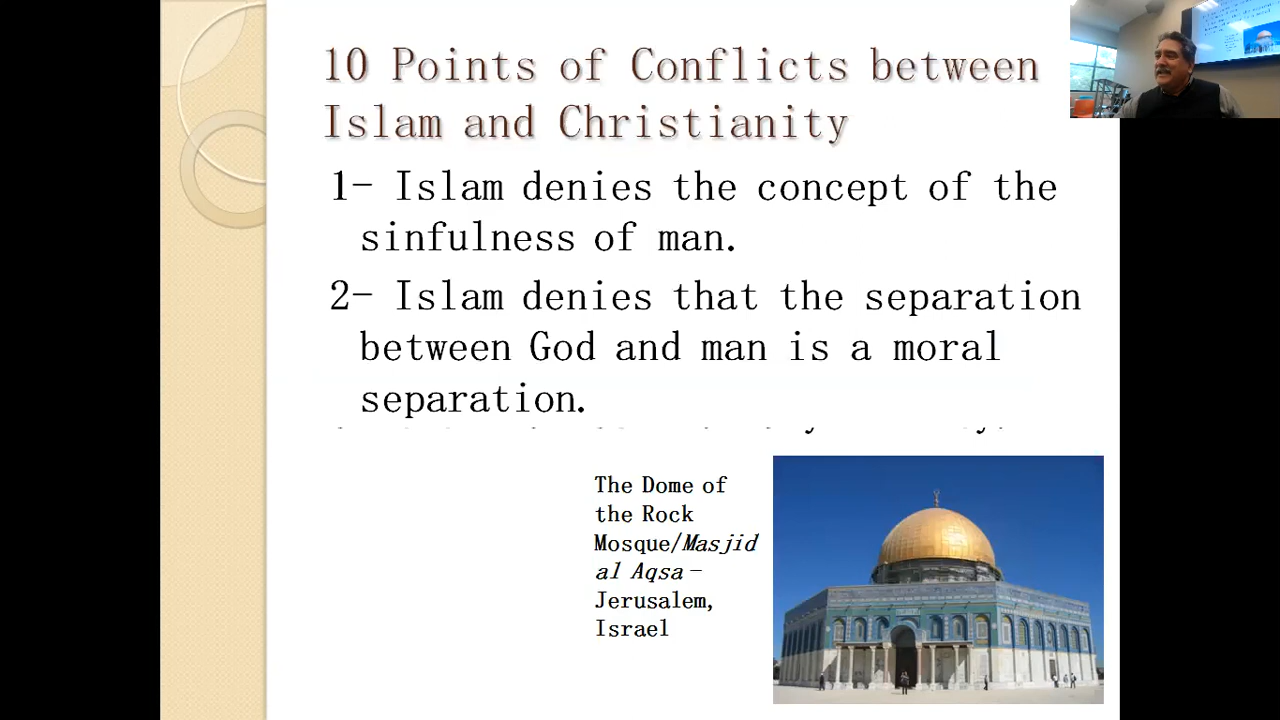 10 Points of Conflicts between
Islam and Christianity
1- Islam denies the concept of the
sinfulness of man.
2- Islam denies that the separation
between God and man is a moral
separation.
The Dome of
the Rock
Mosque/Masjid
al Aqsa –
Jerusalem,
Israel